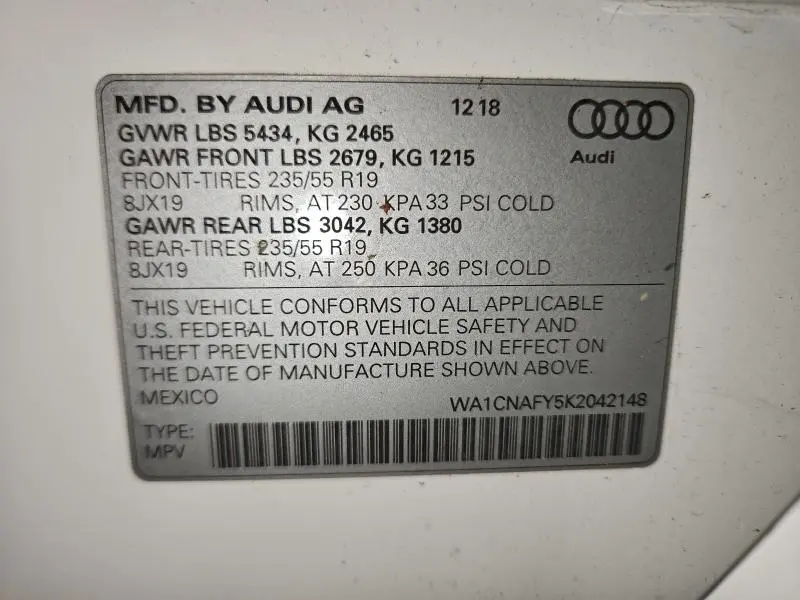 MFD. BY AUDI AG 12 18
GVWR LBS 5434, KG 2465
GAWR FRONT LBS 2679, KG 1215
Audi
FRONT-TIRES 235/55 R19
8JX19 RIMS, AT 230 KPA 33 PSI COLD
GAWR REAR LBS 3042, KG 1380
REAR-TIRES 235/55 R19
8JX19 RIMS, AT 250 KPA 36 PSI COLD
THIS VEHICLE CONFORMS TO ALL APPLICABLE
U.S. FEDERAL MOTOR VEHICLE SAFETY AND
THEFT PREVENTION STANDARDS IN EFFECT ON
THE DATE OF MANUFACTURE SHOWN ABOVE.
MEXICO WA1CNAFY5K2042148
TYPE:
MPV